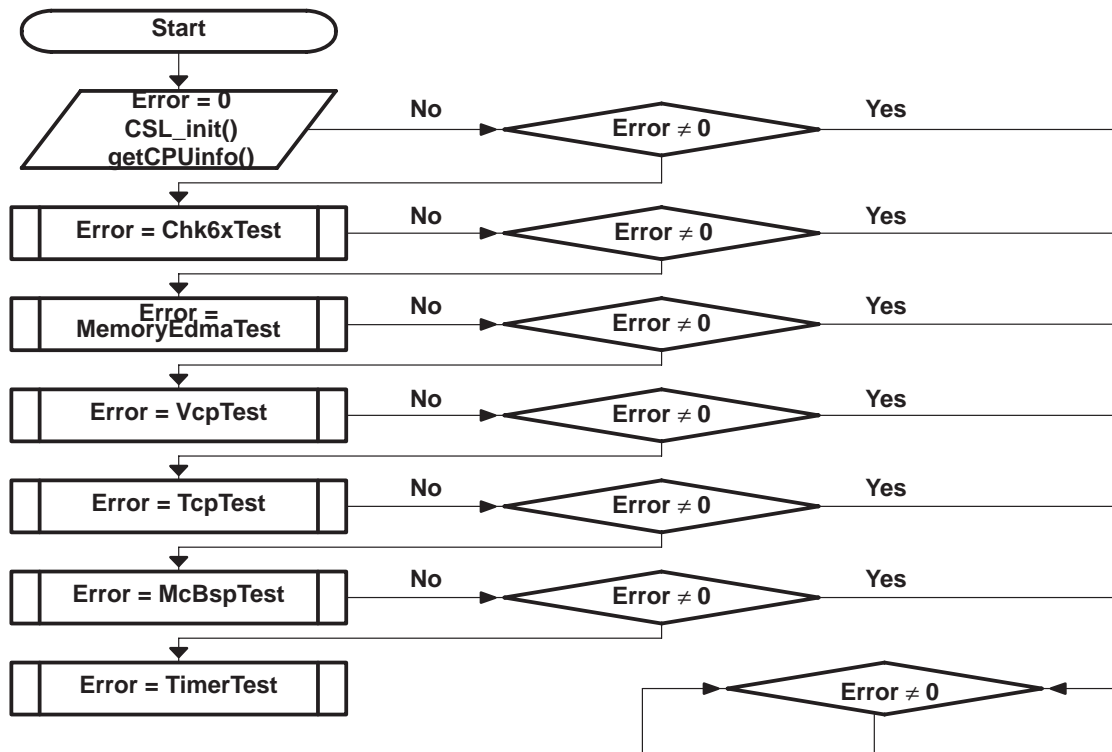 Start
Error = 0
CSL_init()
getCPUinfo()
No
Error ≠ 0
Yes
Error = Chk6xTest
No
Error ≠ 0
Yes
Error =
MemoryEdmaTest
No
Error ≠ 0
Yes
Error = VcpTest
No
Error ≠ 0
Yes
Error = TcpTest
No
Error ≠ 0
Yes
Error = McBspTest
No
Error ≠ 0
Yes
Error = TimerTest
Error ≠ 0